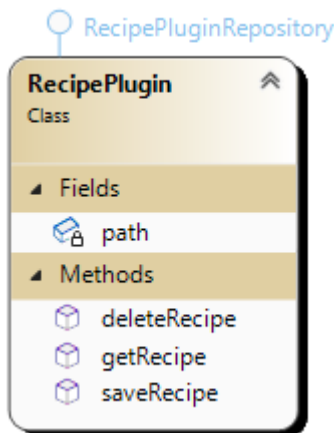 RecipePluginRepository
RecipePlugin
Class
Fields
path
Methods
deleteRecipe
getRecipe
saveRecipe